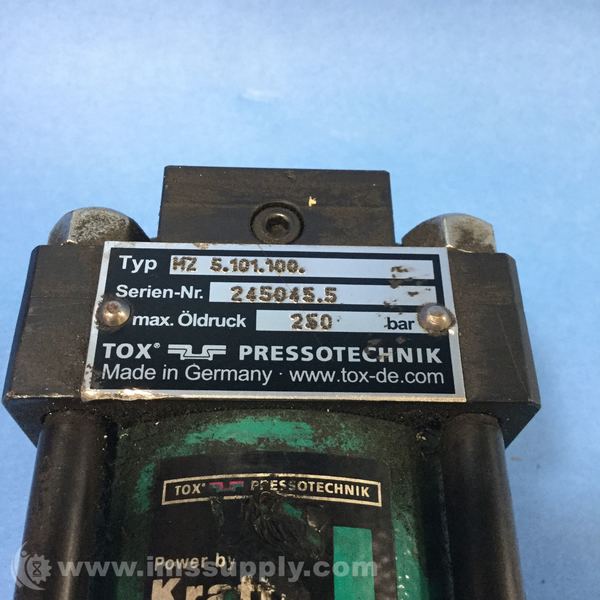 Typ HZ 5.101.100.
Serien-Nr. 245045.5
max. Öldruck 250 bar
TOX® PRESSOTECHNIK
Made in Germany · www.tox-de.com
TOX® PRESSOTECHNIK
Power by
www.imssupply.com